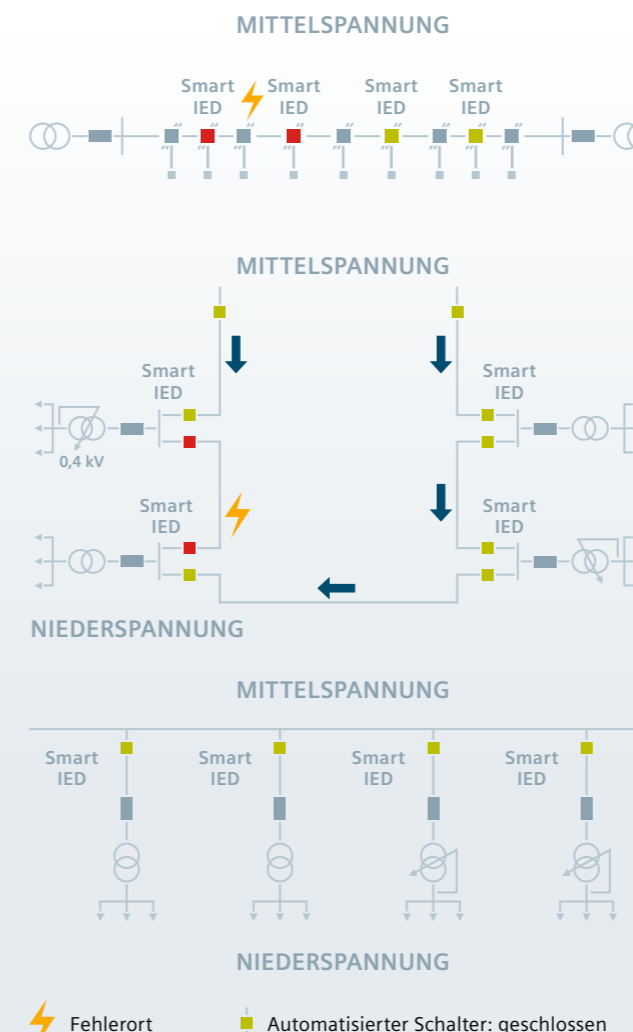 MITTELSPANNUNG
Smart Smart Smart Smart
IED IED IED IED
MITTELSPANNUNG
Smart Smart
IED IED
0,4 kV
Smart Smart
IED IED
NIEDERSPANNUNG
MITTELSPANNUNG
Smart Smart Smart Smart
IED IED IED IED
NIEDERSPANNUNG
Fehlerort Automatisierter Schalter: geschlossen